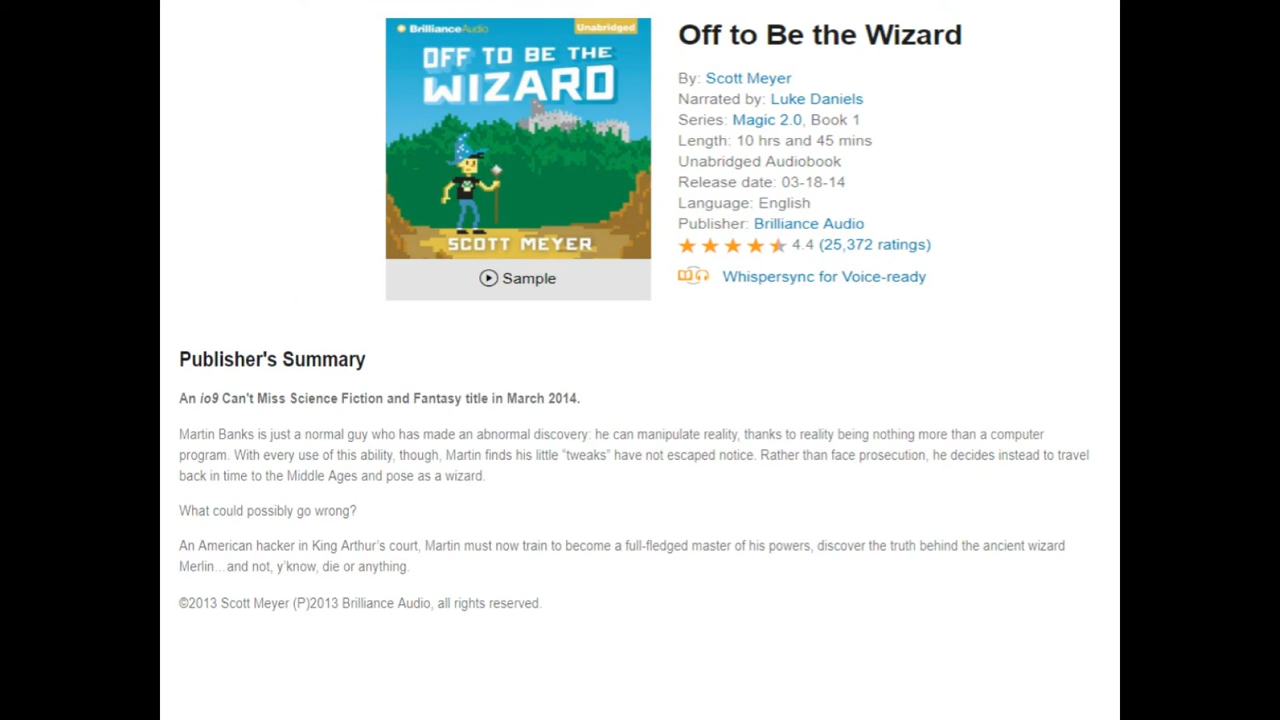 BrillianceAudio
Unabridged
OFF TO BE THE
WIZARD
SCOTT MEYER
Sample
Off to Be the Wizard
By: Scott Meyer
Narrated by: Luke Daniels
Series: Magic 2.0, Book 1
Length: 10 hrs and 45 mins
Unabridged Audiobook
Release date: 03-18-14
Language: English
Publisher: Brilliance Audio
4.4 (25,372 ratings)
Whispersync for Voice-ready
Publisher's Summary
An io9 Can't Miss Science Fiction and Fantasy title in March 2014.
Martin Banks is just a normal guy who has made an abnormal discovery: he can manipulate reality, thanks to reality being nothing more than a computer
program. With every use of this ability, though, Martin finds his little “tweaks” have not escaped notice. Rather than face prosecution, he decides instead to travel
back in time to the Middle Ages and pose as a wizard.
What could possibly go wrong?
An American hacker in King Arthur’s court, Martin must now train to become a full-fledged master of his powers, discover the truth behind the ancient wizard
Merlin…and not, y’know, die or anything.
©2013 Scott Meyer (P)2013 Brilliance Audio, all rights reserved.